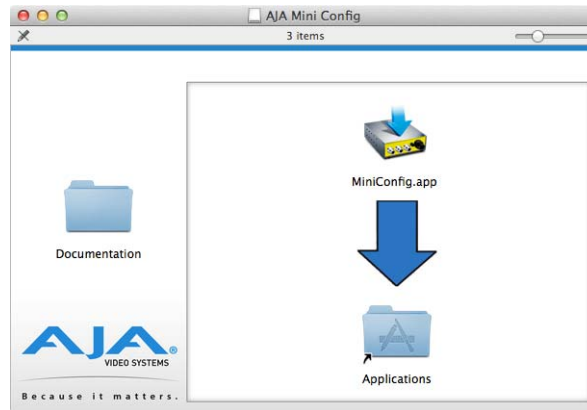 AJA Mini Config
3 items
MiniConfig.app
Documentation
Applications
AJA®
VIDEO SYSTEMS
Because it matters.